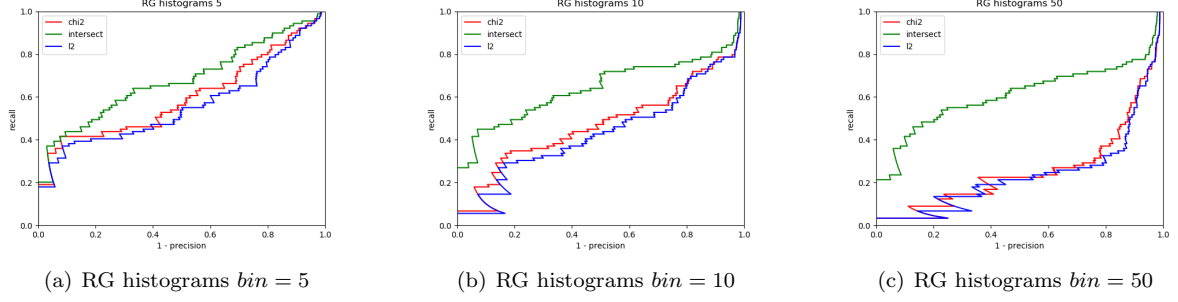 RG histograms 5
RG histograms 10
RG histograms 50
1.0
0.8
0.6
0.4
0.2
0.0
recall
chi2
intersect
l2
0.0 0.2 0.4 0.6 0.8 1.0
1 - precision
1.0
0.8
0.6
0.4
0.2
0.0
recall
chi2
intersect
l2
0.0 0.2 0.4 0.6 0.8 1.0
1 - precision
1.0
0.8
0.6
0.4
0.2
0.0
recall
chi2
intersect
l2
0.0 0.2 0.4 0.6 0.8 1.0
1 - precision
(a) RG histograms bin = 5
(b) RG histograms bin = 10
(c) RG histograms bin = 50